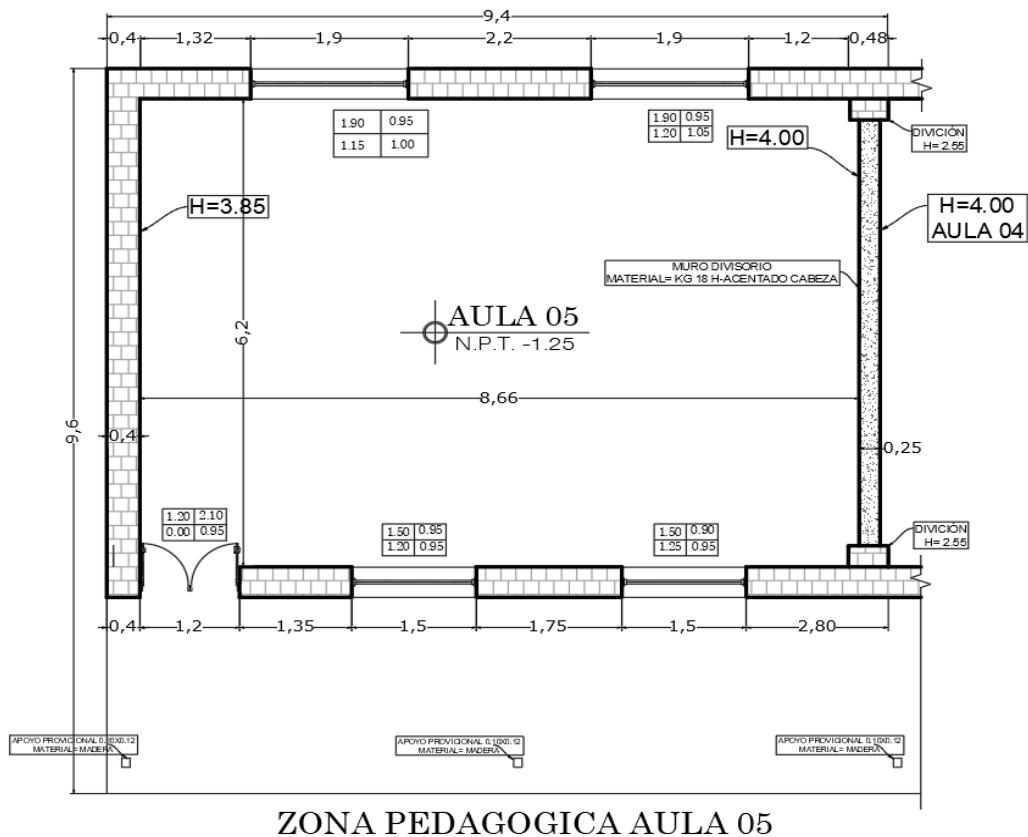 9,4
0,4 1,32 1,9 2,2 1,9 1,2 0,48
1.90 0.95
1.15 1.00
1.90 0.95
1.20 1.05
H=4.00
DIVICIÓN
H= 2.55
H=3.85
H=4.00
AULA 04
MURO DIVISORIO
MATERIAL= KG 18 H-ACENTADO CABEZA
AULA 05
N.P.T. -1.25
6,2
8,66
9,6
0,4
0,25
1.20 2.10
0.00 0.95
1.50 0.95
1.20 0.95
1.50 0.90
1.25 0.95
DIVICIÓN
H= 2.55
0,4 1,2 1,35 1,5 1,75 1,5 2,80
APOYO PROVICIONAL 0.10X0.12
MATERIAL= MADERA
APOYO PROVICIONAL 0.10X0.12
MATERIAL= MADERA
APOYO PROVICIONAL 0.10X0.12
MATERIAL= MADERA
ZONA PEDAGOGICA AULA 05